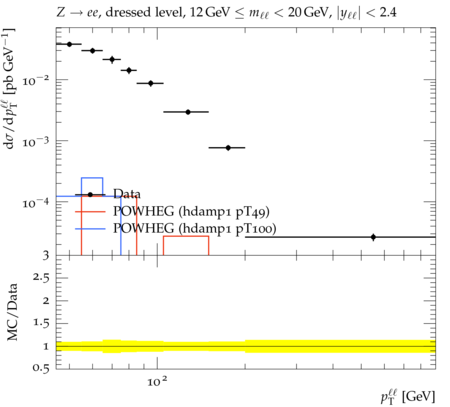 Z → ee, dressed level, 12 GeV ≤ mℓℓ < 20 GeV, |yℓℓ| < 2.4
dσ/dpTℓℓ [pb GeV⁻¹]
10⁻²
10⁻³
10⁻⁴
Data
POWHEG (hdamp1 pT49)
POWHEG (hdamp1 pT100)
3
MC/Data
2.5
2
1.5
1
0.5
10²
pTℓℓ [GeV]